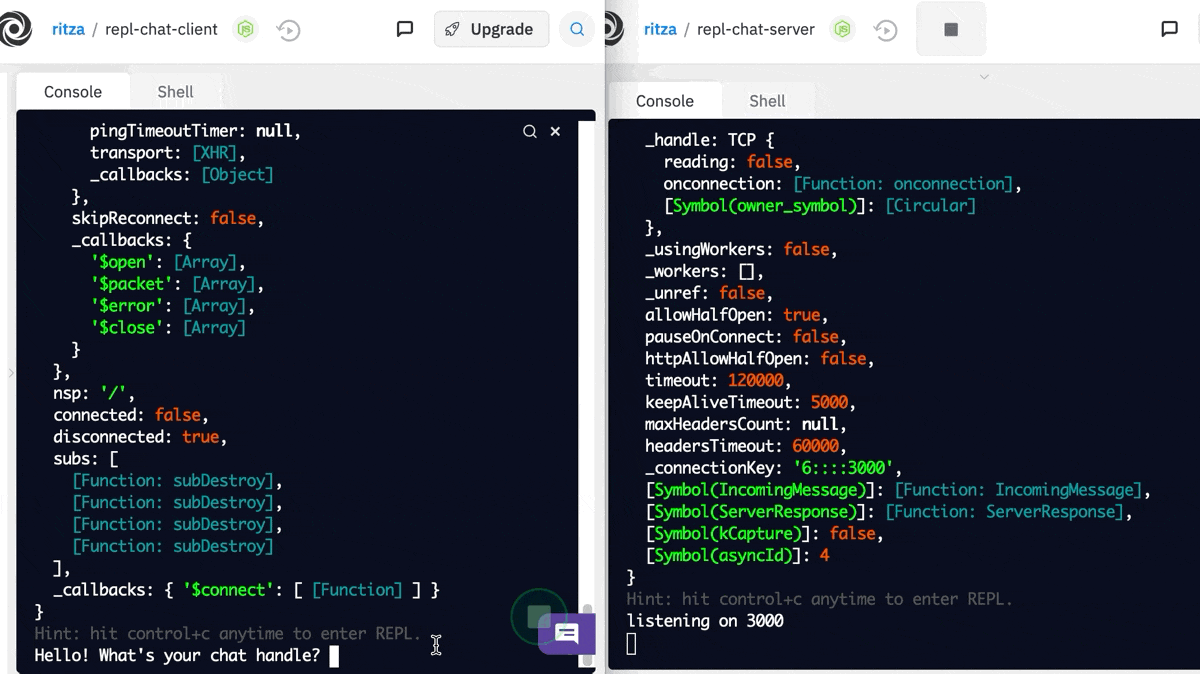 ritza / repl-chat-client
Upgrade
Console
Shell
pingTimeoutTimer: null,
transport: [XHR],
_callbacks: [Object]
},
skipReconnect: false,
_callbacks: {
'$open': [Array],
'$packet': [Array],
'$error': [Array],
'$close': [Array]
}
},
nsp: '/',
connected: false,
disconnected: true,
subs: [
[Function: subDestroy],
[Function: subDestroy],
[Function: subDestroy],
[Function: subDestroy]
],
_callbacks: { '$connect': [ [Function] ] }
}
Hint: hit control+c anytime to enter REPL.
Hello! What's your chat handle?
ritza / repl-chat-server
Console
Shell
_handle: TCP {
reading: false,
onconnection: [Function: onconnection],
[Symbol(owner_symbol)]: [Circular]
},
_usingWorkers: false,
_workers: [],
_unref: false,
allowHalfOpen: true,
pauseOnConnect: false,
httpAllowHalfOpen: false,
timeout: 120000,
keepAliveTimeout: 5000,
maxHeadersCount: null,
headersTimeout: 60000,
_connectionKey: '6::::3000',
[Symbol(IncomingMessage)]: [Function: IncomingMessage],
[Symbol(ServerResponse)]: [Function: ServerResponse],
[Symbol(kCapture)]: false,
[Symbol(asyncId)]: 4
}
Hint: hit control+c anytime to enter REPL.
listening on 3000